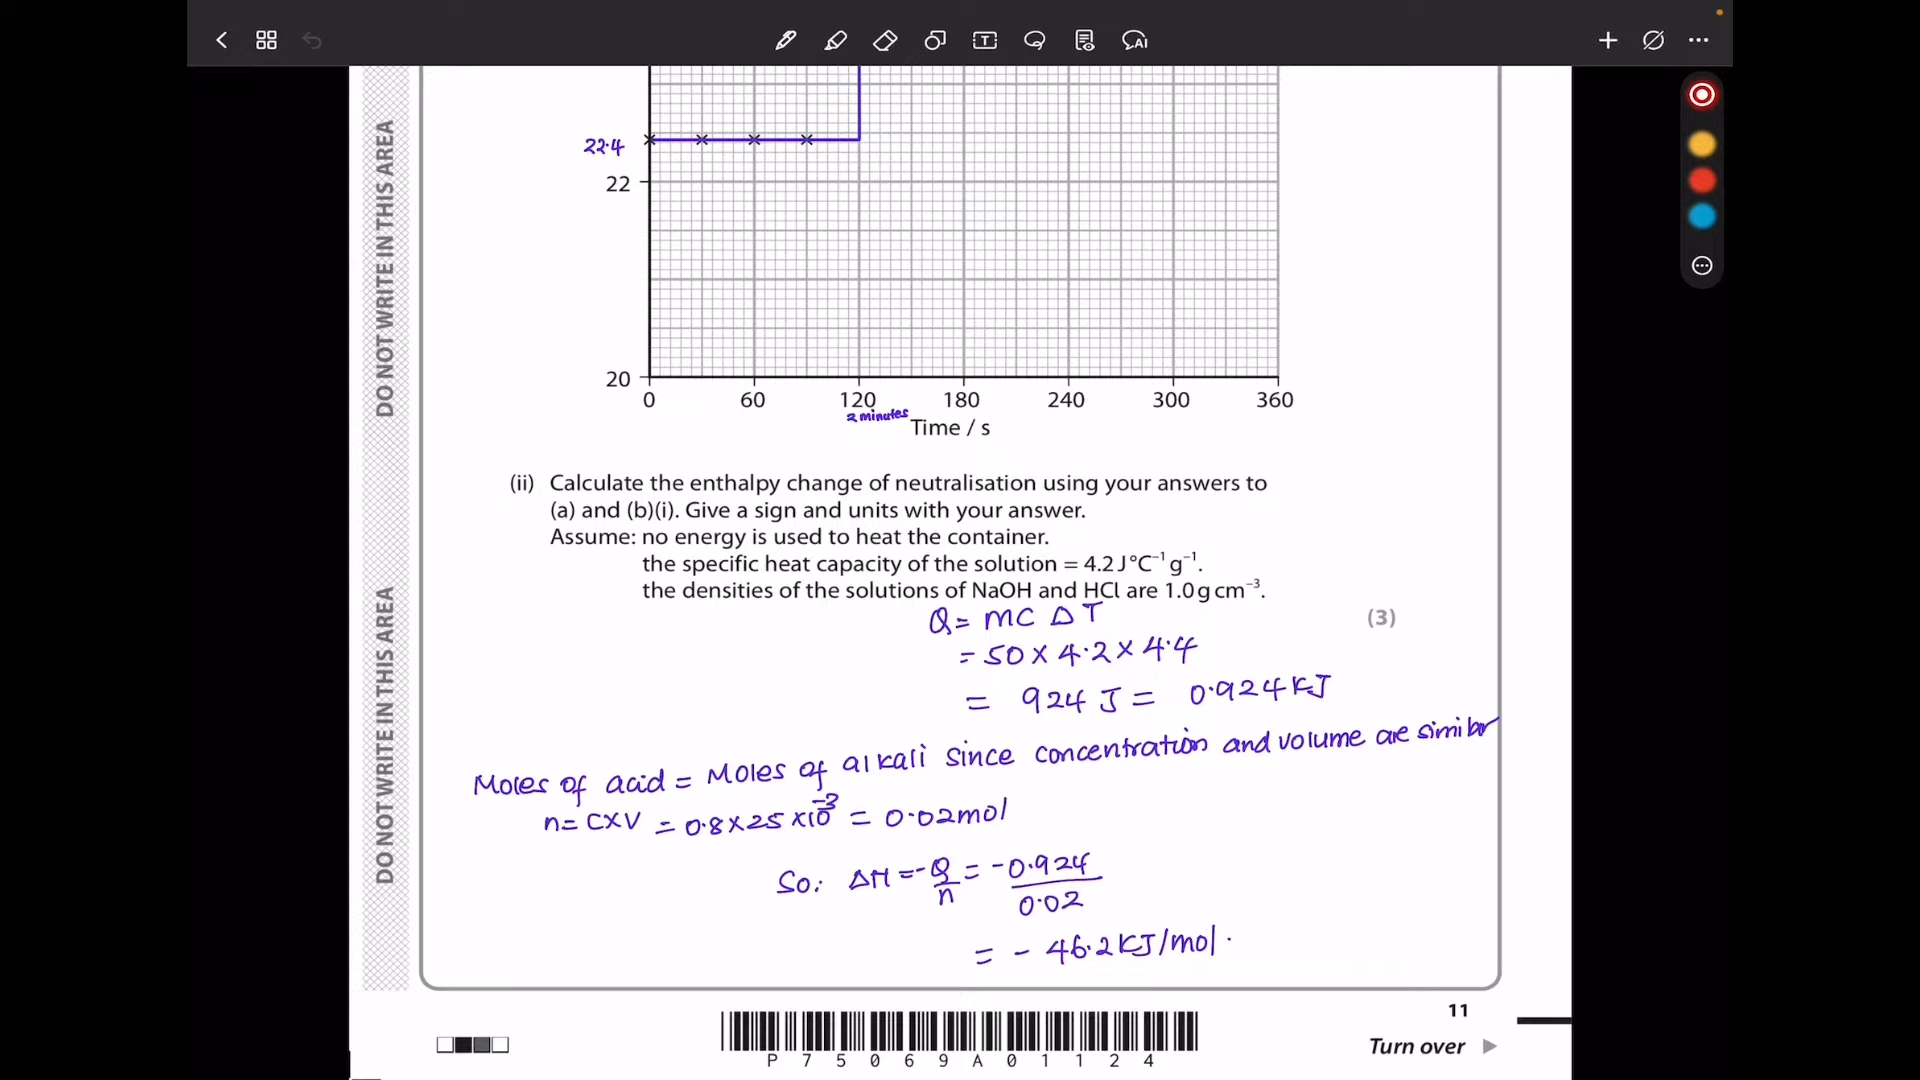 T
AI
DO NOT WRITE IN THIS AREA
22.4
22
20
0 60 120 180 240 300 360
2 minutes
Time / s
(ii) Calculate the enthalpy change of neutralisation using your answers to
(a) and (b)(i). Give a sign and units with your answer.
Assume: no energy is used to heat the container.
the specific heat capacity of the solution = 4.2 J °C⁻¹ g⁻¹.
the densities of the solutions of NaOH and HCl are 1.0 g cm⁻³.
(3)
Q = MC Δ T
= 50 × 4.2 × 4.4
= 924 J = 0.924 KJ
Moles of acid = Moles of alkali since concentration and volume are similar
n = C×V = 0.8 × 25 × 10⁻³ = 0.02 mol
So: ΔH = -Q/n = -0.924/0.02
= - 46.2 KJ/mol.
DO NOT WRITE IN THIS AREA
11
P 7 5 0 6 9 A 0 1 1 2 4
Turn over